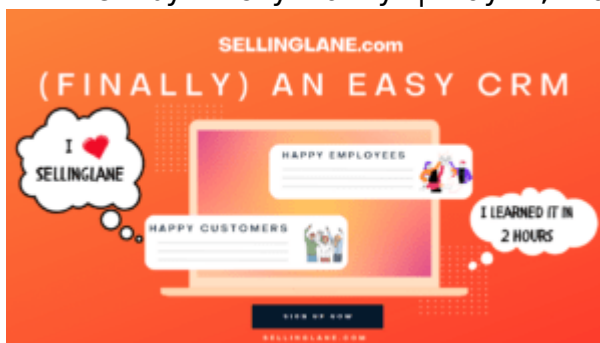 SELLINGLANE.com
(FINALLY) AN EASY CRM
I ❤
SELLINGLANE
HAPPY EMPLOYEES
I LEARNED IT IN
2 HOURS
HAPPY CUSTOMERS
SIGN UP NOW
SELLINGLANE.COM